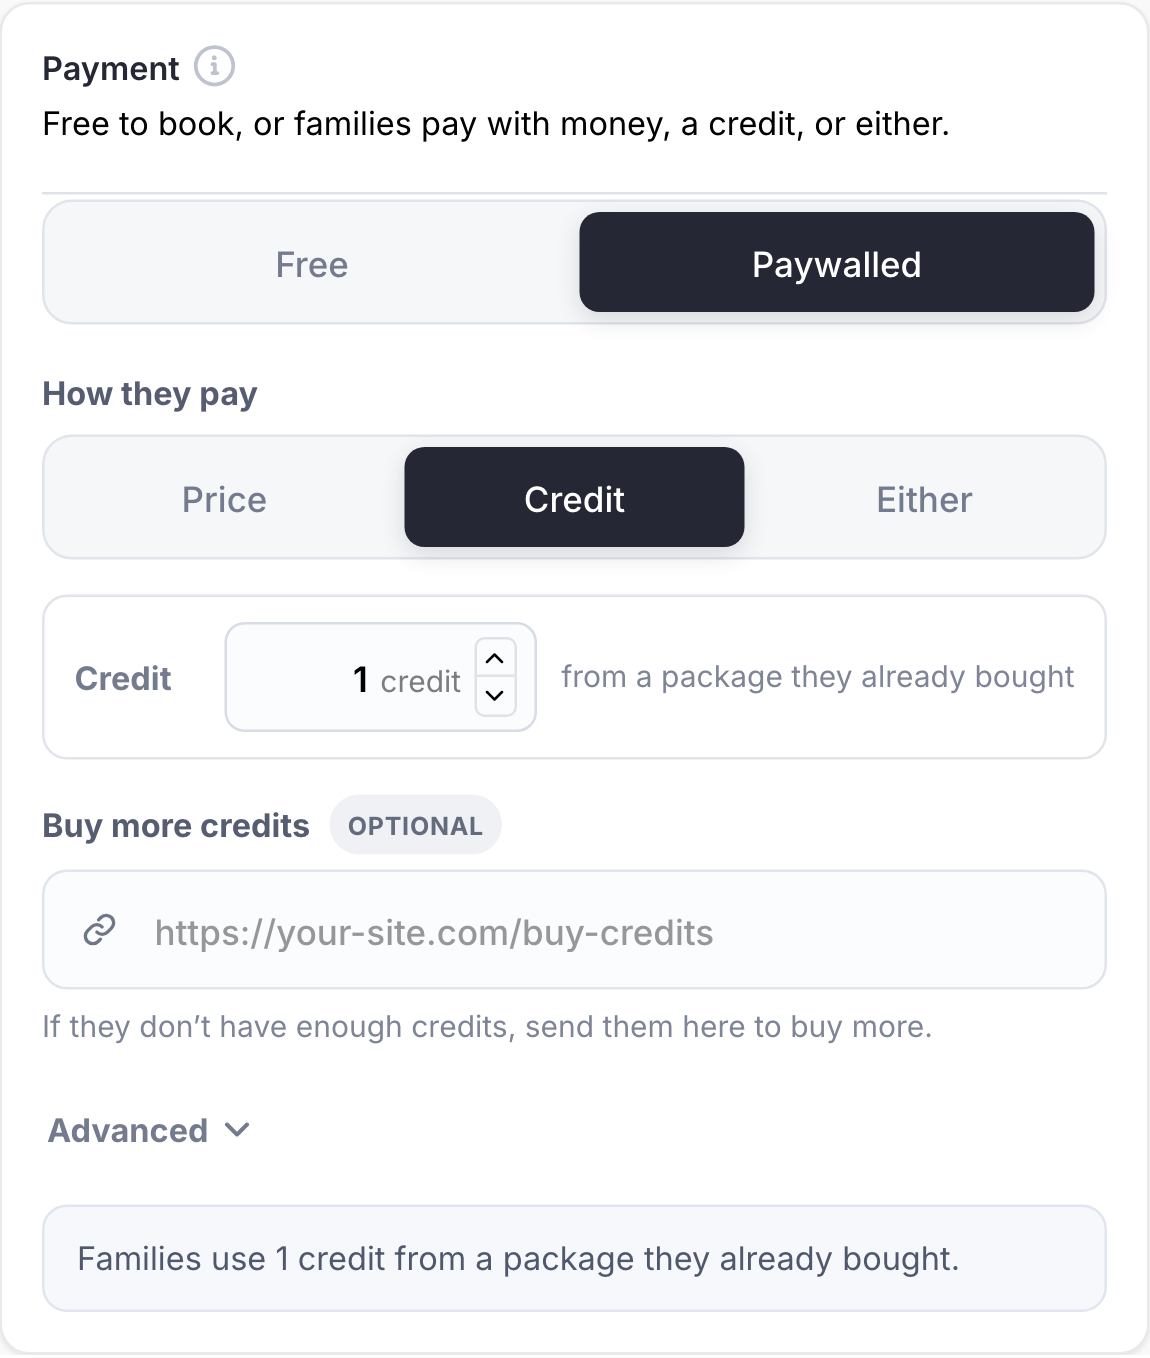 Payment
Free to book, or families pay with money, a credit, or either.
Free Paywalled
How they pay
Price Credit Either
Credit 1 credit from a package they already bought
Buy more credits OPTIONAL
https://your-site.com/buy-credits
If they don’t have enough credits, send them here to buy more.
Advanced
Families use 1 credit from a package they already bought.